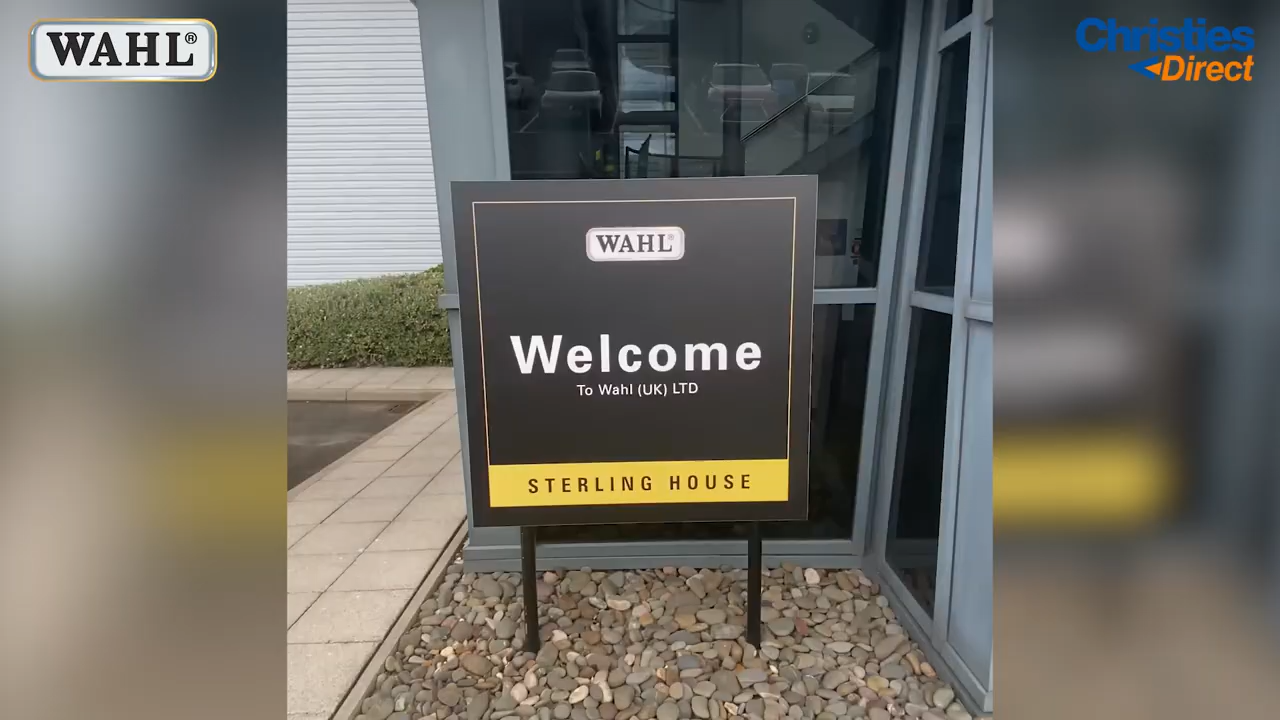 WAHL®
Christies
Direct
WAHL®
Welcome
To Wahl (UK) LTD
STERLING HOUSE